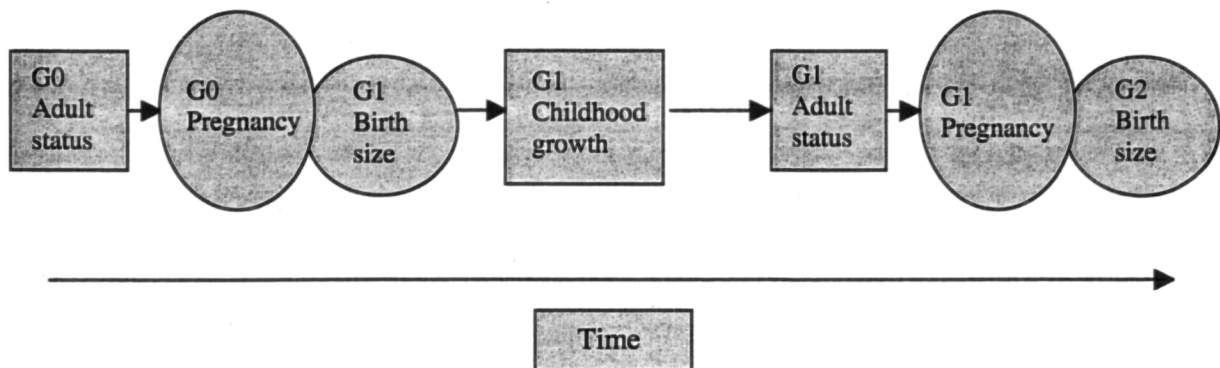 G0
Adult
status
G0
Pregnancy
G1
Birth
size
G1
Childhood
growth
G1
Adult
status
G1
Pregnancy
G2
Birth
size
Time